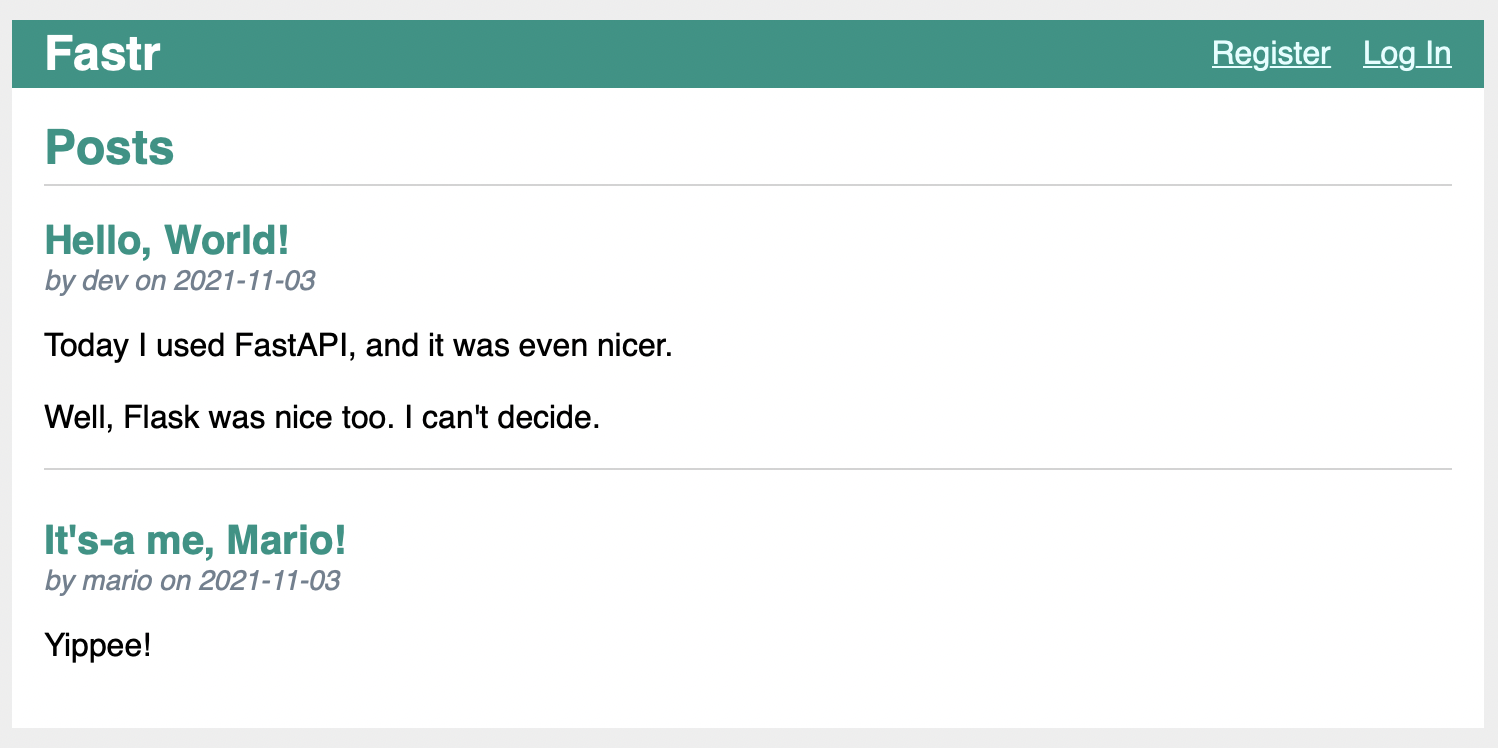 Fastr
Register Log In
Posts
Hello, World!
by dev on 2021-11-03
Today I used FastAPI, and it was even nicer.
Well, Flask was nice too. I can't decide.
It's-a me, Mario!
by mario on 2021-11-03
Yippee!